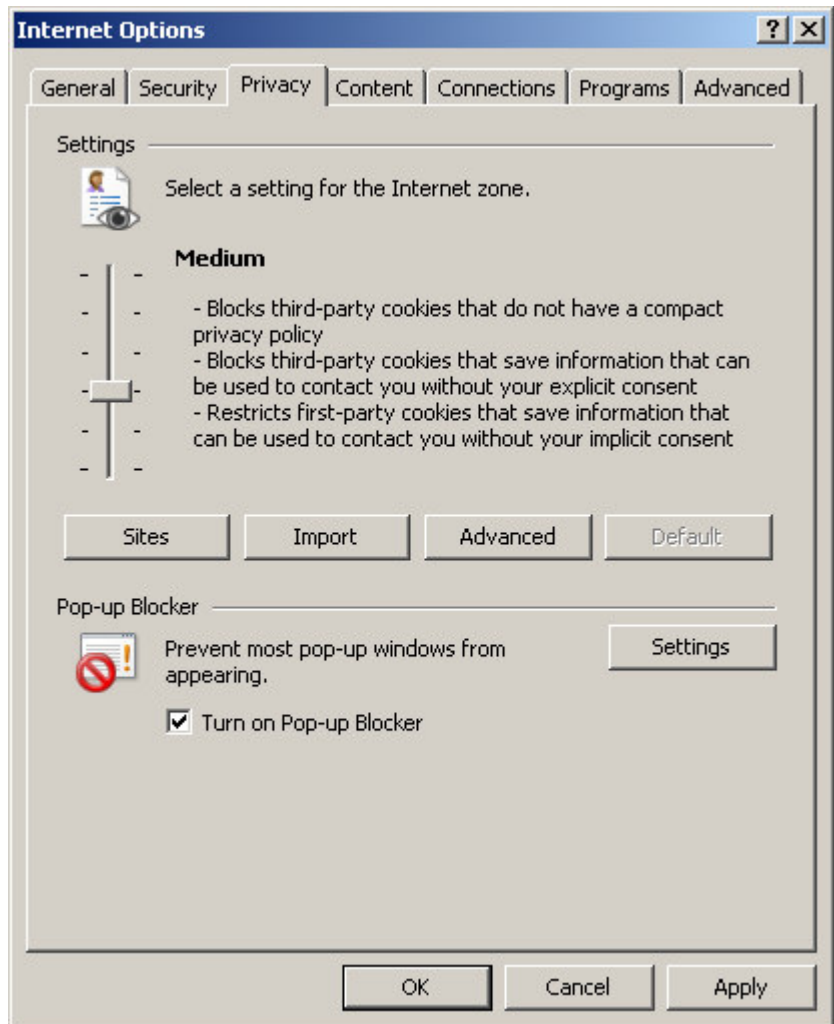 Internet Options
General Security Privacy Content Connections Programs Advanced
Settings
Select a setting for the Internet zone.
Medium
- Blocks third-party cookies that do not have a compact
privacy policy
- Blocks third-party cookies that save information that can
be used to contact you without your explicit consent
- Restricts first-party cookies that save information that
can be used to contact you without your implicit consent
Sites Import Advanced Default
Pop-up Blocker
Prevent most pop-up windows from
appearing.
Settings
Turn on Pop-up Blocker
OK Cancel Apply